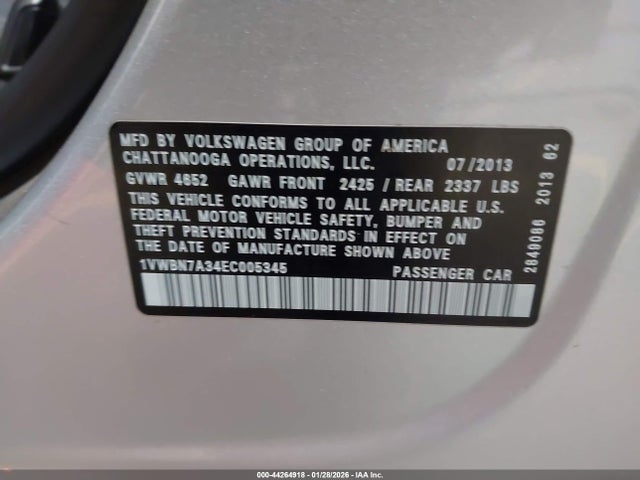 MFD BY VOLKSWAGEN GROUP OF AMERICA
CHATTANOOGA OPERATIONS, LLC. 07/2013
GVWR 4652 GAWR FRONT 2425 / REAR 2337 LBS
THIS VEHICLE CONFORMS TO ALL APPLICABLE U.S.
FEDERAL MOTOR VEHICLE SAFETY, BUMPER AND
THEFT PREVENTION STANDARDS IN EFFECT ON
THE DATE OF MANUFACTURE SHOWN ABOVE
1VWBN7A34EC005345 PASSENGER CAR
2849086 2013 62
000-44264918 - 01/28/2026 - IAA Inc.